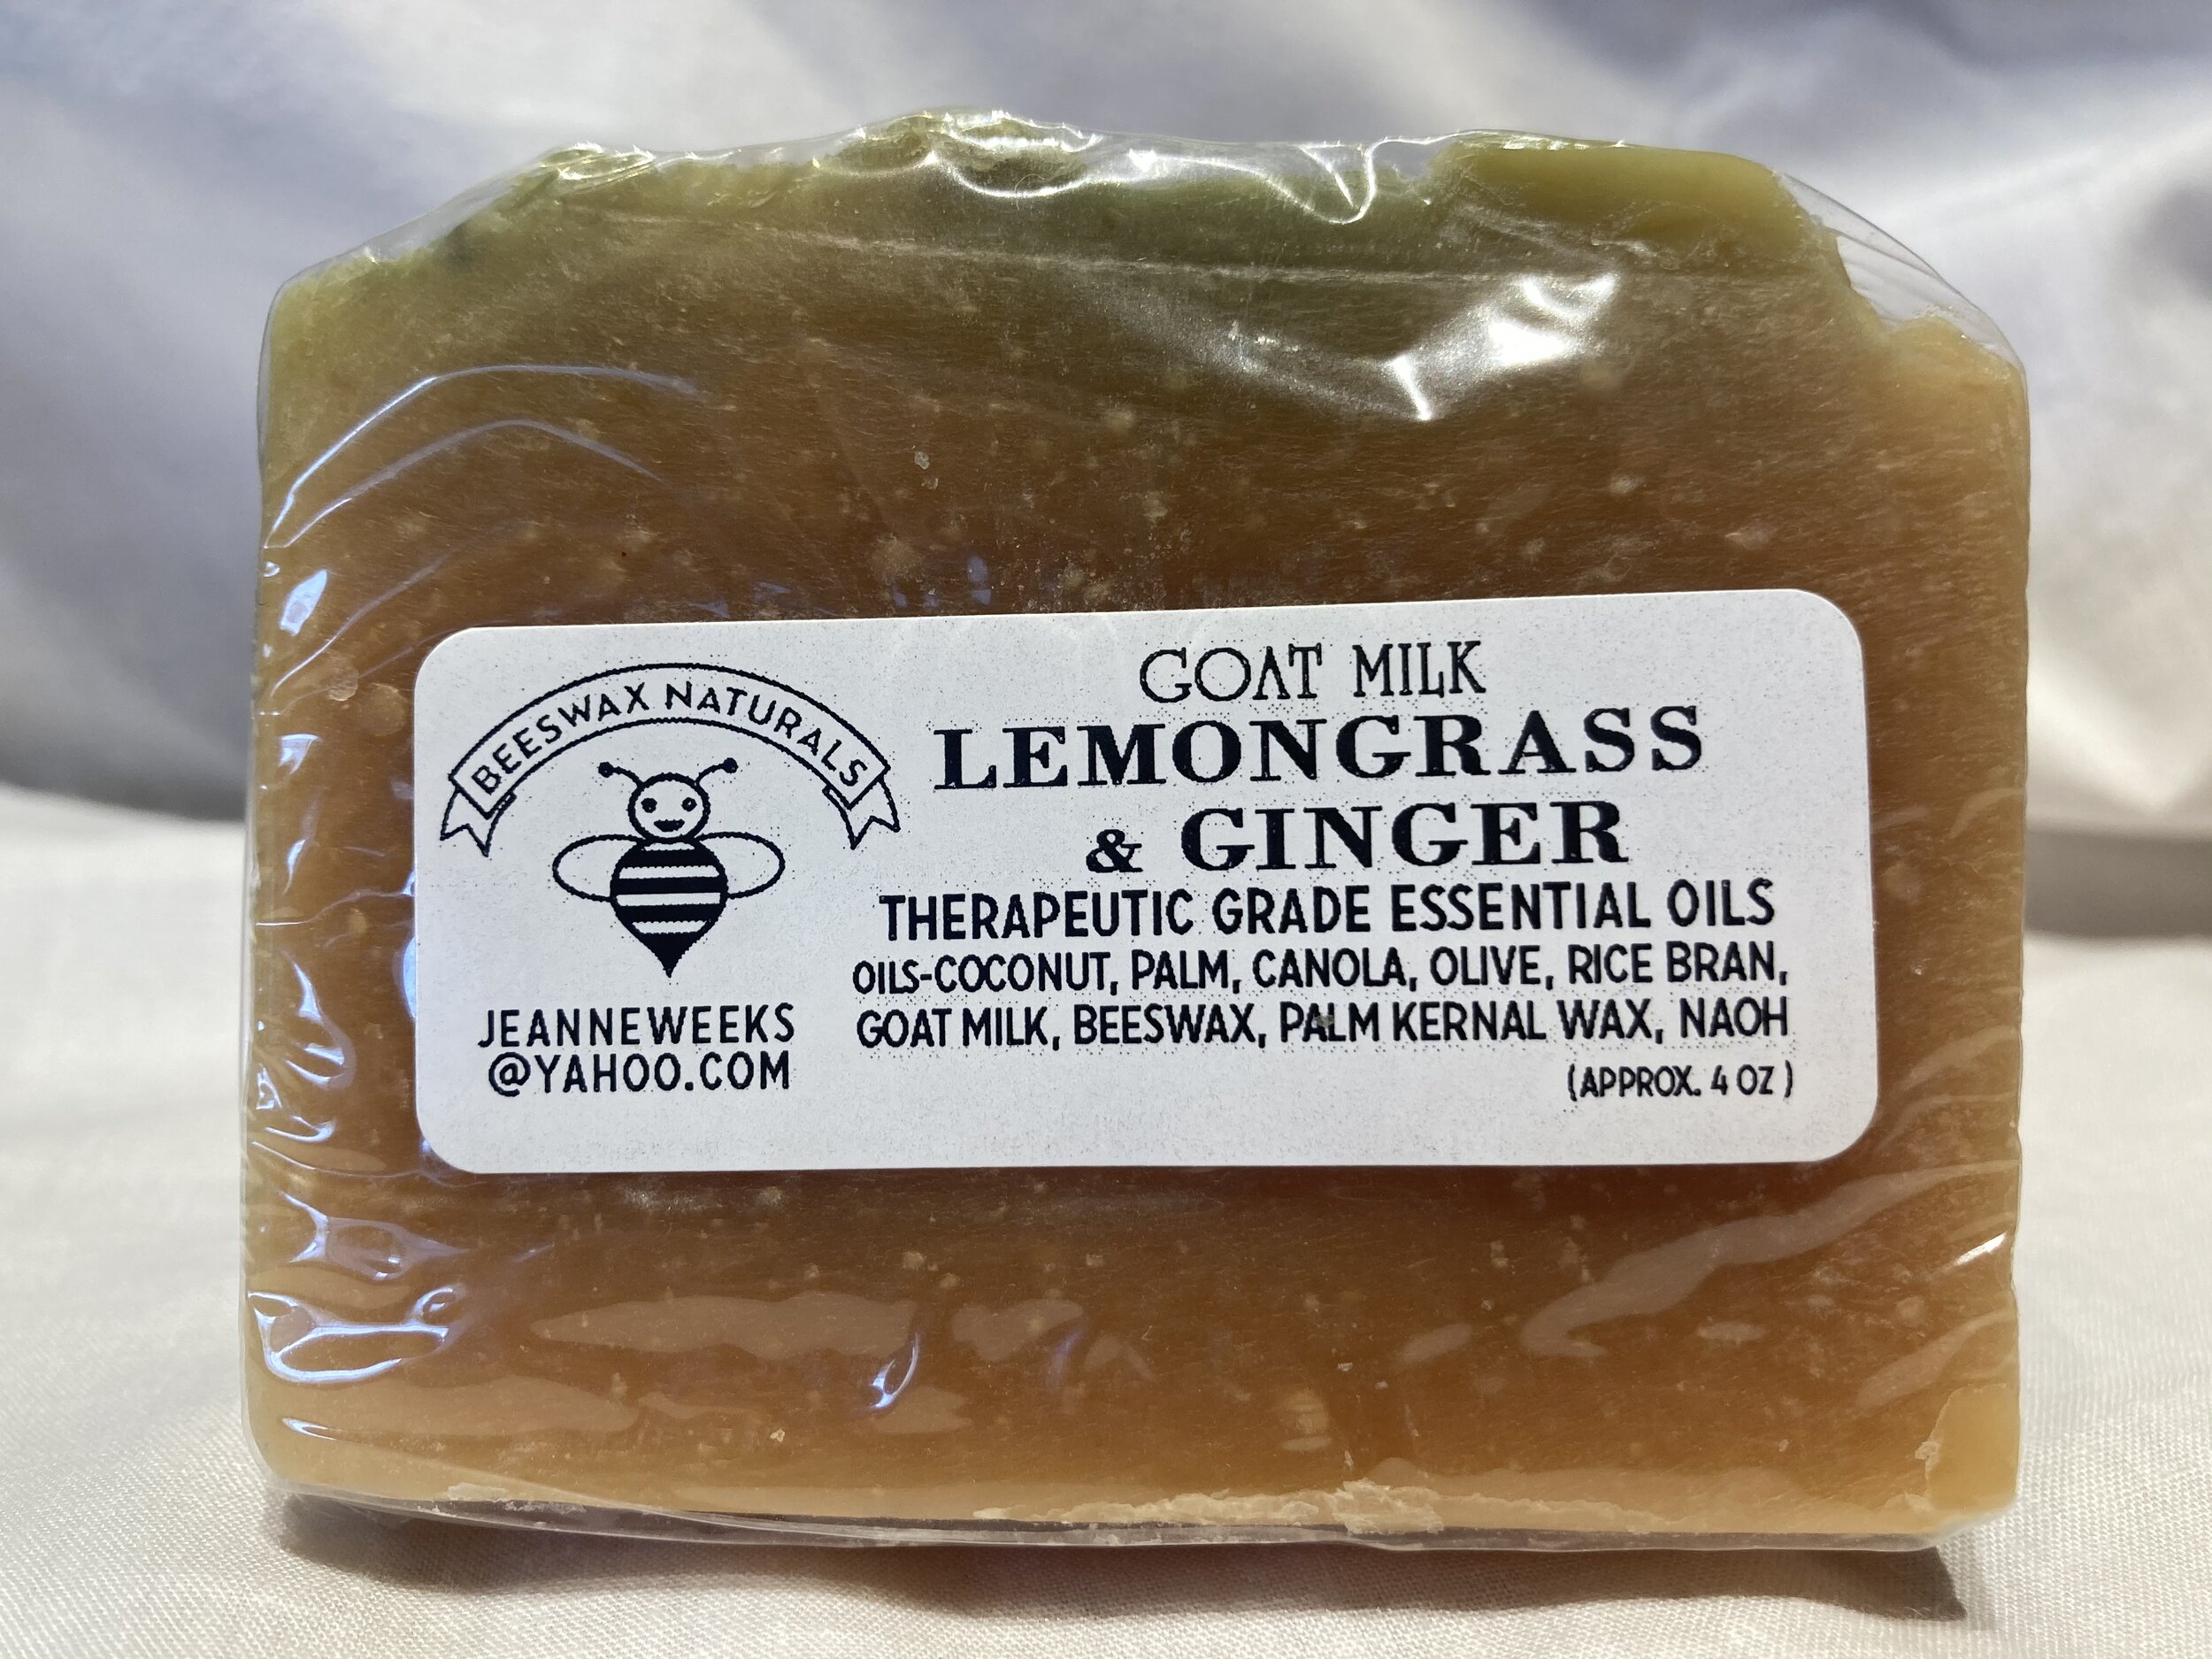 BEESWAX NATURALS
JEANNEWEEKS
@YAHOO.COM
GOAT MILK
LEMONGRASS
& GINGER
THERAPEUTIC GRADE ESSENTIAL OILS
OILS-COCONUT, PALM, CANOLA, OLIVE, RICE BRAN,
GOAT MILK, BEESWAX, PALM KERNAL WAX, NAOH
(APPROX. 4 OZ )